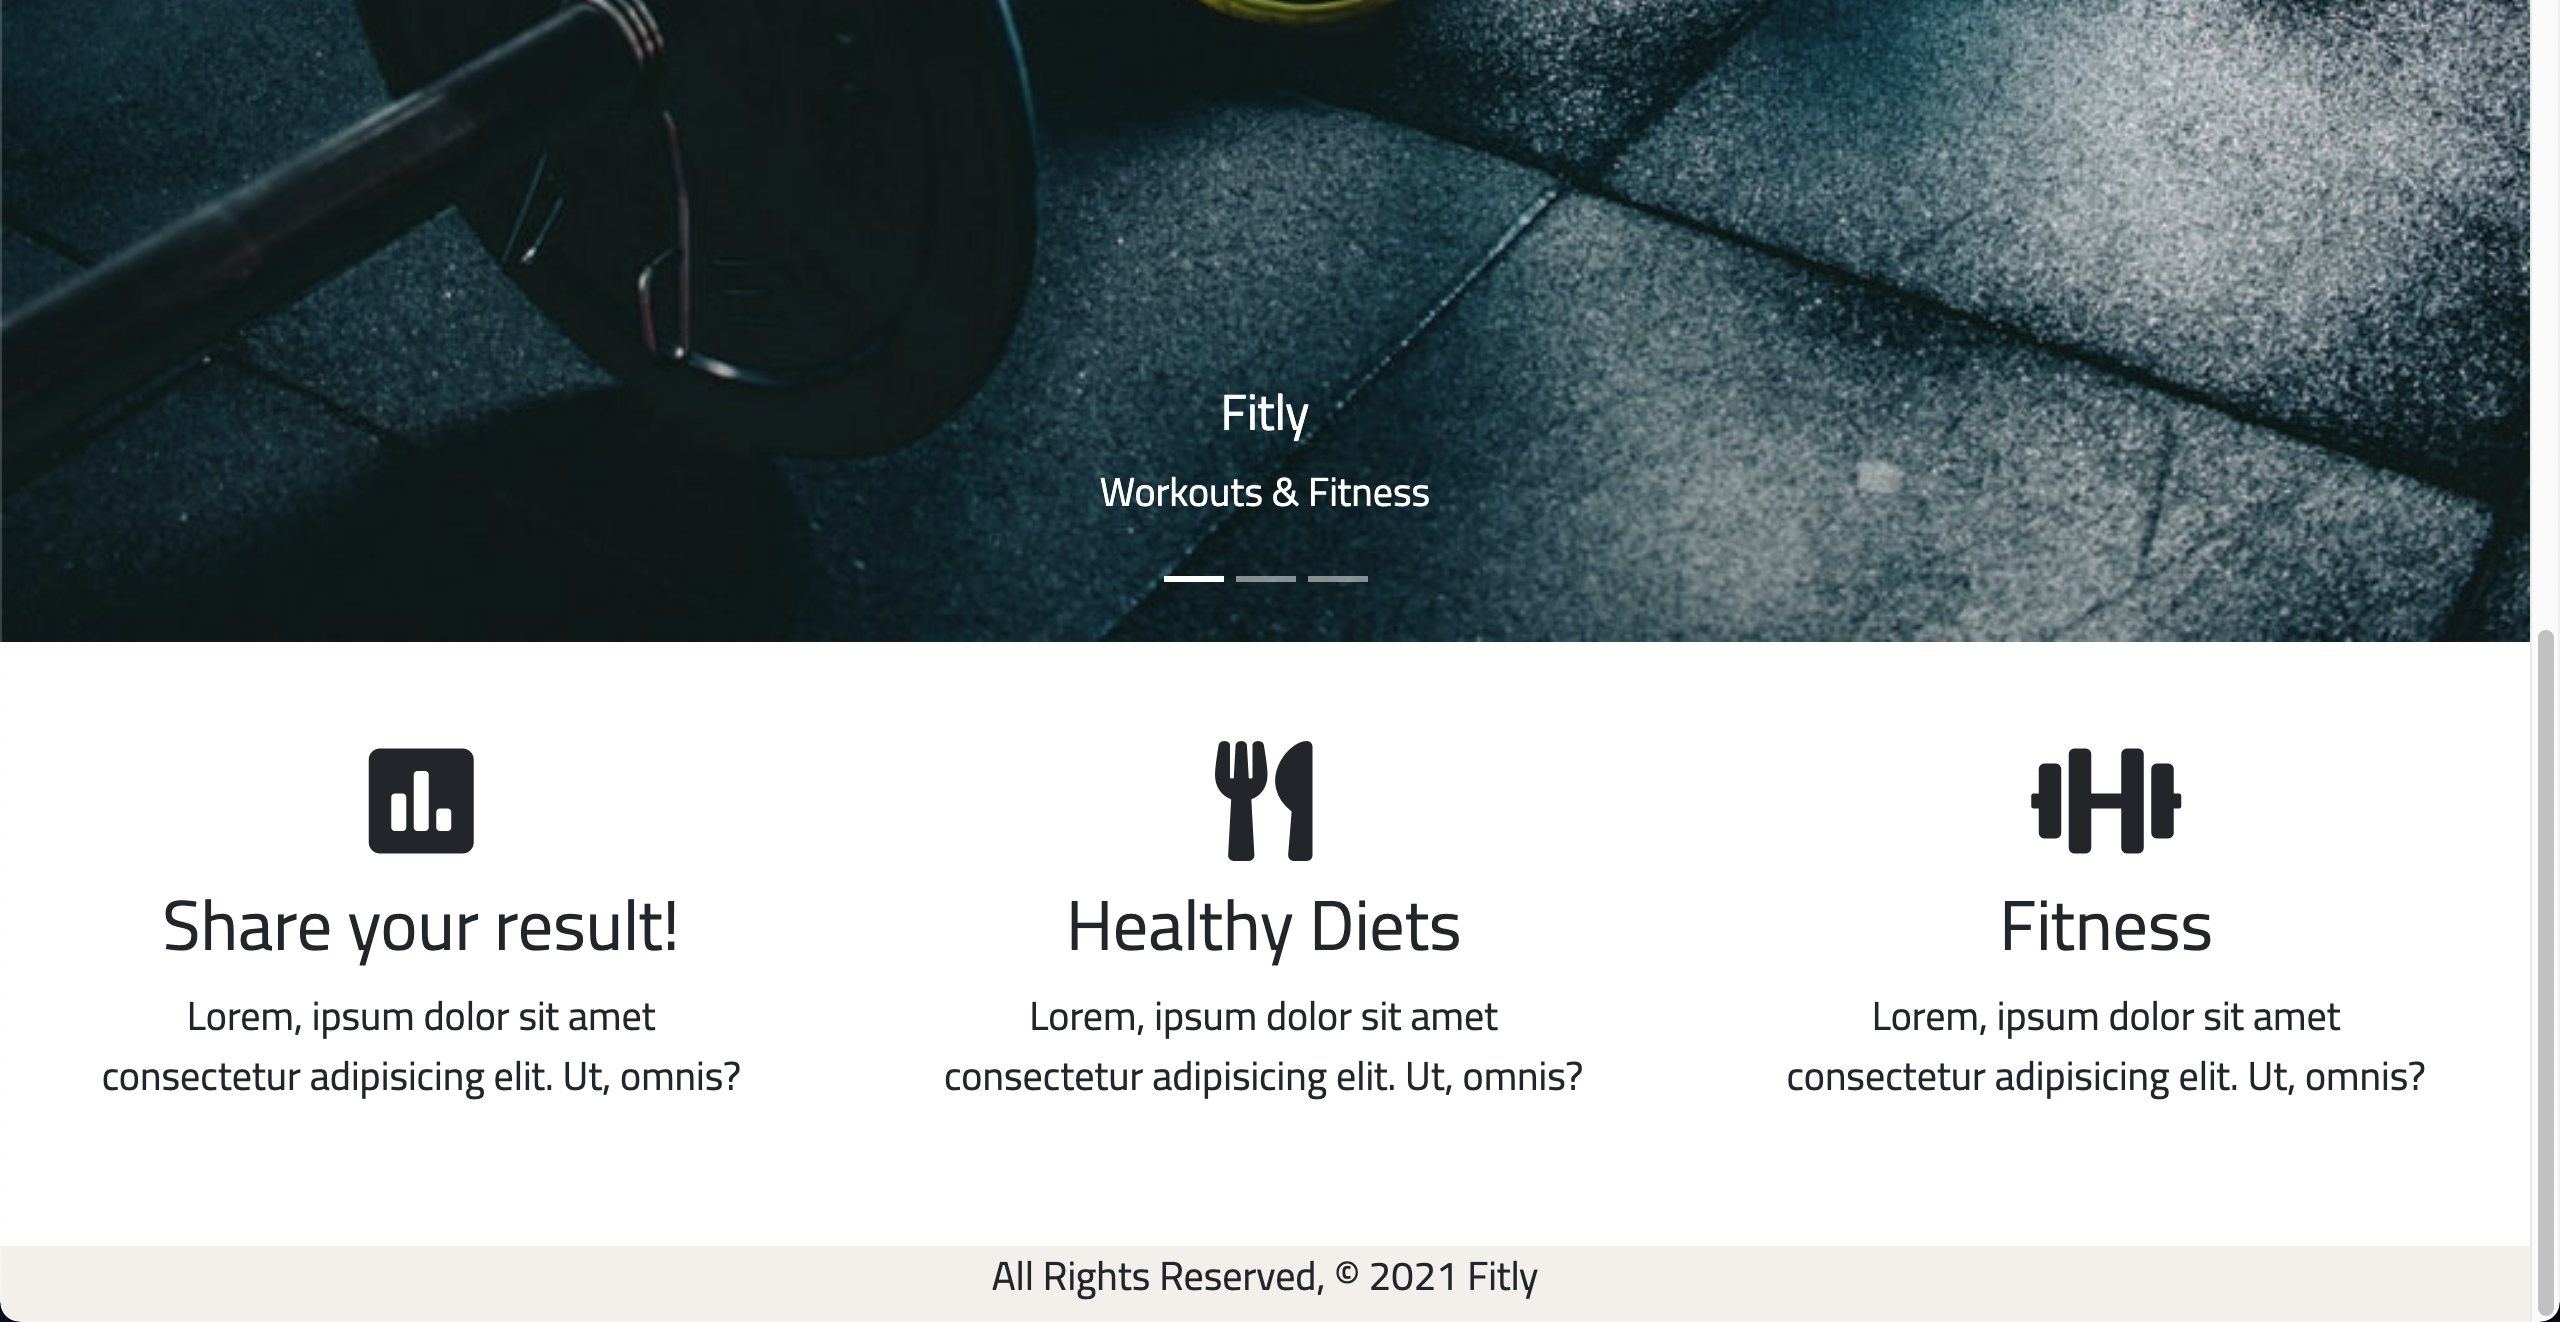 Fitly
Workouts & Fitness
Share your result!
Lorem, ipsum dolor sit amet
consectetur adipisicing elit. Ut, omnis?
Healthy Diets
Lorem, ipsum dolor sit amet
consectetur adipisicing elit. Ut, omnis?
Fitness
Lorem, ipsum dolor sit amet
consectetur adipisicing elit. Ut, omnis?
All Rights Reserved, © 2021 Fitly